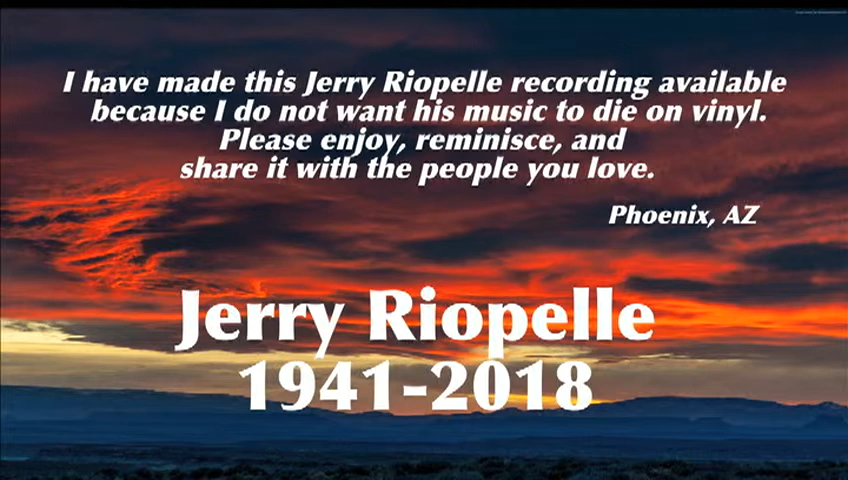 I have made this Jerry Riopelle recording available
because I do not want his music to die on vinyl.
Please enjoy, reminisce, and
share it with the people you love.
Phoenix, AZ
Jerry Riopelle
1941-2018